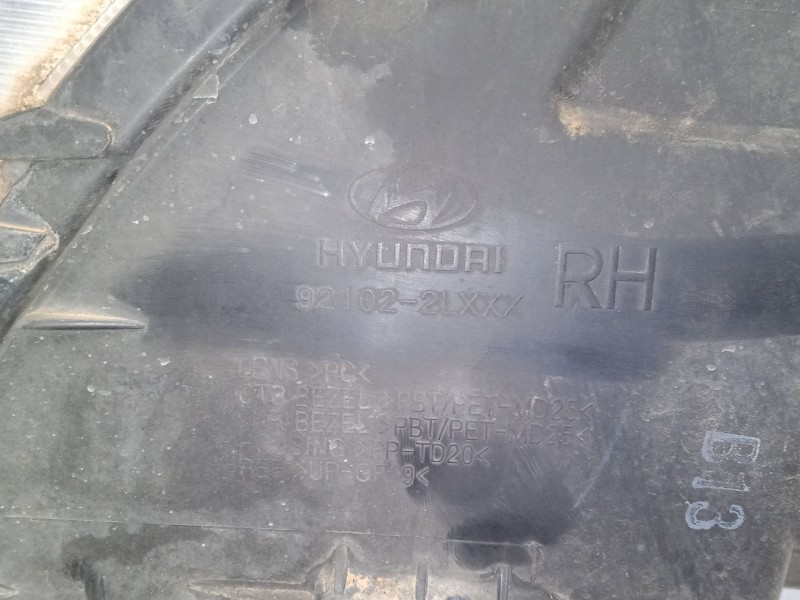 HYUNDAI
92102-2LXXX
RH
LENS >PC<
BEZEL >PBT/PET-MD25<
BEZEL >PBT/PET-MD25<
>PP-TD20<
B13